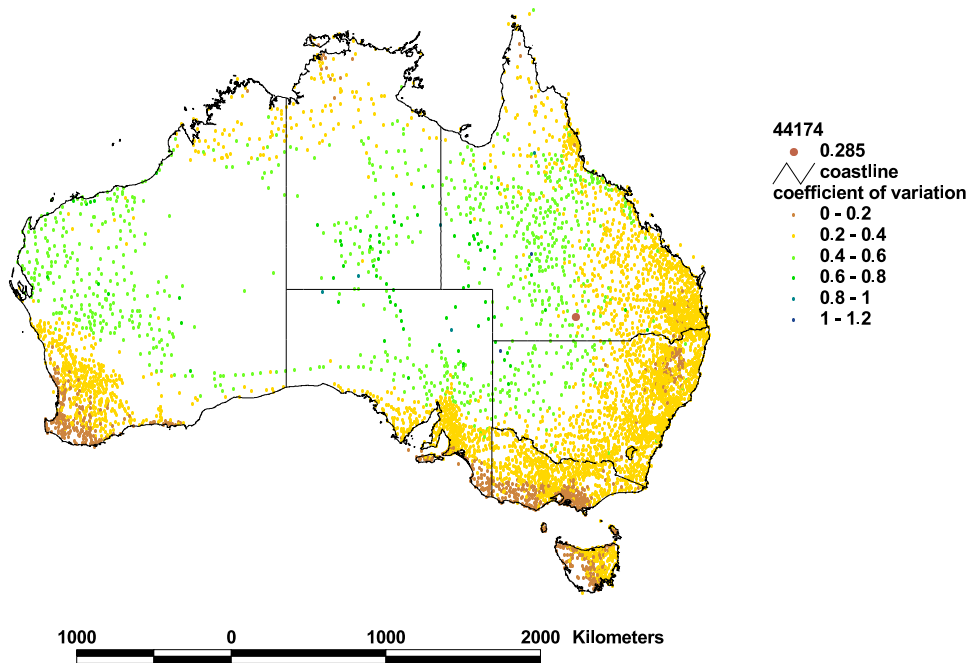 44174
0.285
coastline
coefficient of variation
0 - 0.2
0.2 - 0.4
0.4 - 0.6
0.6 - 0.8
0.8 - 1
1 - 1.2
1000 0 1000 2000 Kilometers